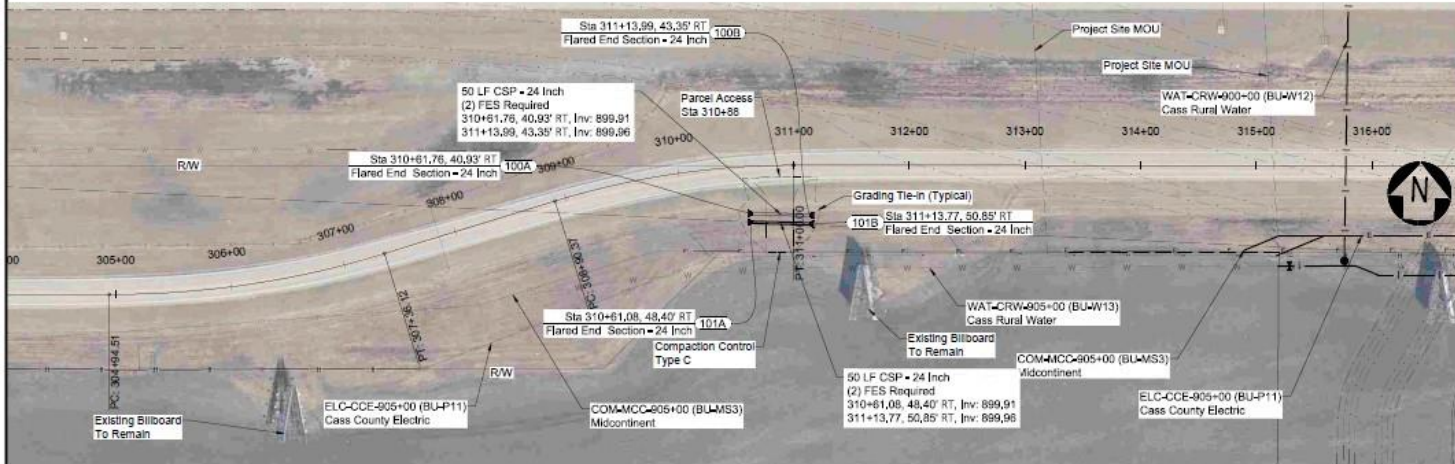 Sta 311+13.99, 43.35' RT
Flared End Section - 24 Inch
100B
Project Site MOU
Project Site MOU
50 LF CSP - 24 Inch
(2) FES Required
310+61.76, 40.93' RT, Inv: 899.91
311+13.99, 43.35' RT, Inv: 899.96
Parcel Access
Sta 310+88
WAT-CRW-900+00 (BU-W12)
Cass Rural Water
310+00
311+00
312+00
313+00
314+00
315+00
316+00
R/W
Sta 310+61.76, 40.93' RT
Flared End Section - 24 Inch
100A
309+00
308+00
307+00
306+00
305+00
00
N
Grading Tie-in (Typical)
101B
Sta 311+13.77, 50.85' RT
Flared End Section - 24 Inch
PT: 311+00.00
PC: 308+90.37
PT: 307+36.12
PC: 304+94.51
WAT-CRW-905+00 (BU-W13)
Cass Rural Water
Sta 310+61.08, 48.40' RT
Flared End Section - 24 Inch
101A
Compaction Control
Type C
Existing Billboard
To Remain
COM-MCC-905+00 (BU-MS3)
Midcontinent
R/W
50 LF CSP - 24 Inch
(2) FES Required
310+61.08, 48.40' RT, Inv: 899.91
311+13.77, 50.85' RT, Inv: 899.96
ELC-CCE-905+00 (BU-P11)
Cass County Electric
ELC-CCE-905+00 (BU-P11)
Cass County Electric
COM-MCC-905+00 (BU-MS3)
Midcontinent
Existing Billboard
To Remain